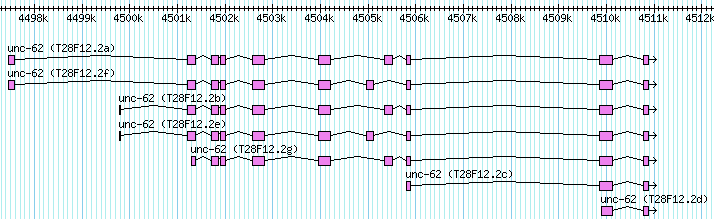 4498k 4499k 4500k 4501k 4502k 4503k 4504k 4505k 4506k 4507k 4508k 4509k 4510k 4511k 4512k
unc-62 (T28F12.2a)
unc-62 (T28F12.2f)
unc-62 (T28F12.2b)
unc-62 (T28F12.2e)
unc-62 (T28F12.2g)
unc-62 (T28F12.2c)
unc-62 (T28F12.2d)